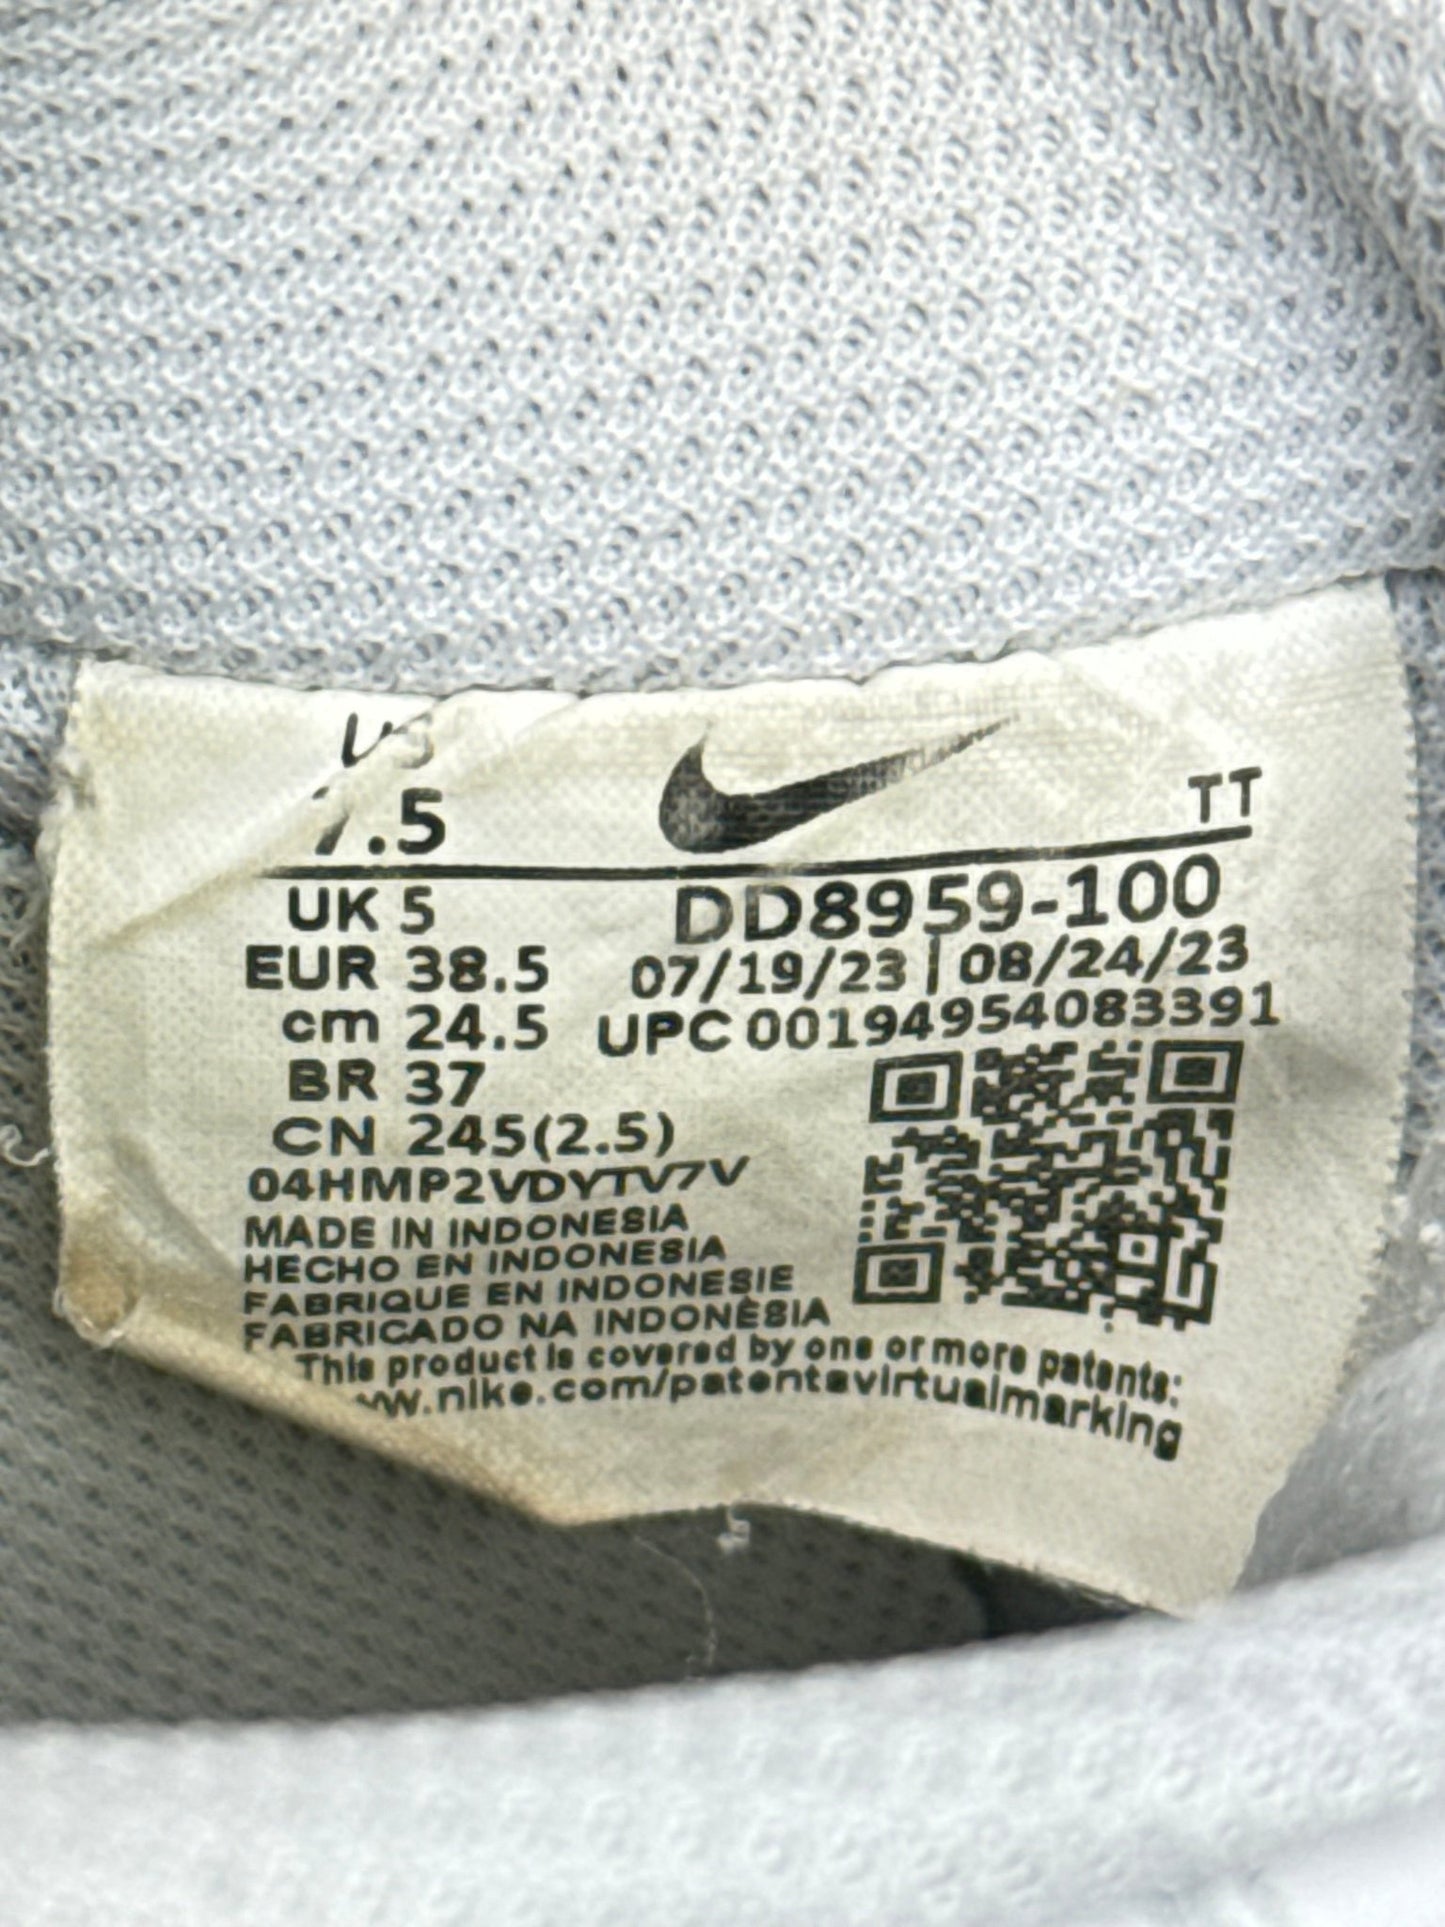 US
7.5
TT
UK 5
DD8959-100
EUR 38.5
07/19/23 | 08/24/23
cm 24.5
UPC 00194954083391
BR 37
CN 245(2.5)
04HMP2VDYTV7V
MADE IN INDONESIA
HECHO EN INDONESIA
FABRIQUE EN INDONESIE
FABRICADO NA INDONÉSIA
This product is covered by one or more patents:
www.nike.com/patentsvirtualmarking